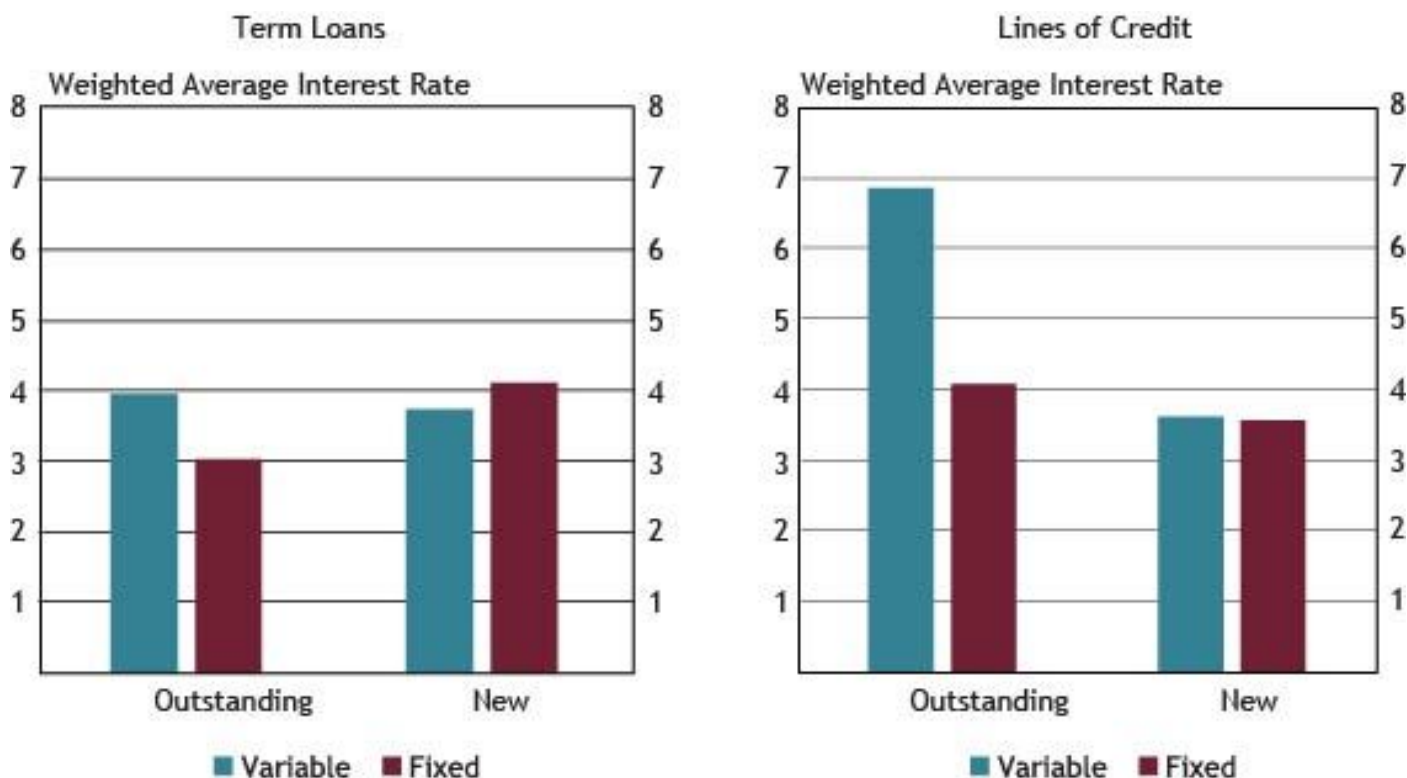 Term Loans
Weighted Average Interest Rate
8 8
7 7
6 6
5 5
4 4
3 3
2 2
1 1
Outstanding New
Variable Fixed
Lines of Credit
Weighted Average Interest Rate
8 8
7 7
6 6
5 5
4 4
3 3
2 2
1 1
Outstanding New
Variable Fixed